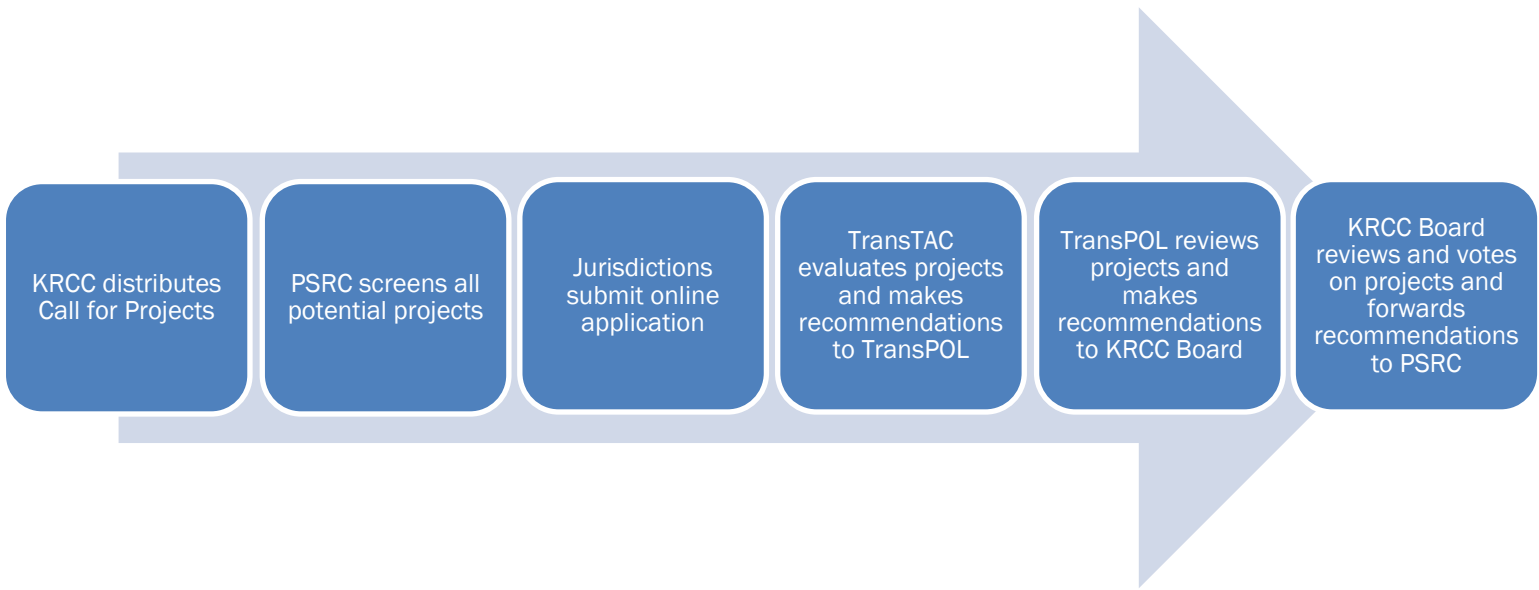 KRCC distributes
Call for Projects
PSRC screens all
potential projects
Jurisdictions
submit online
application
TransTAC
evaluates projects
and makes
recommendations
to TransPOL
TransPOL reviews
projects and
makes
recommendations
to KRCC Board
KRCC Board
reviews and votes
on projects and
forwards
recommendations
to PSRC